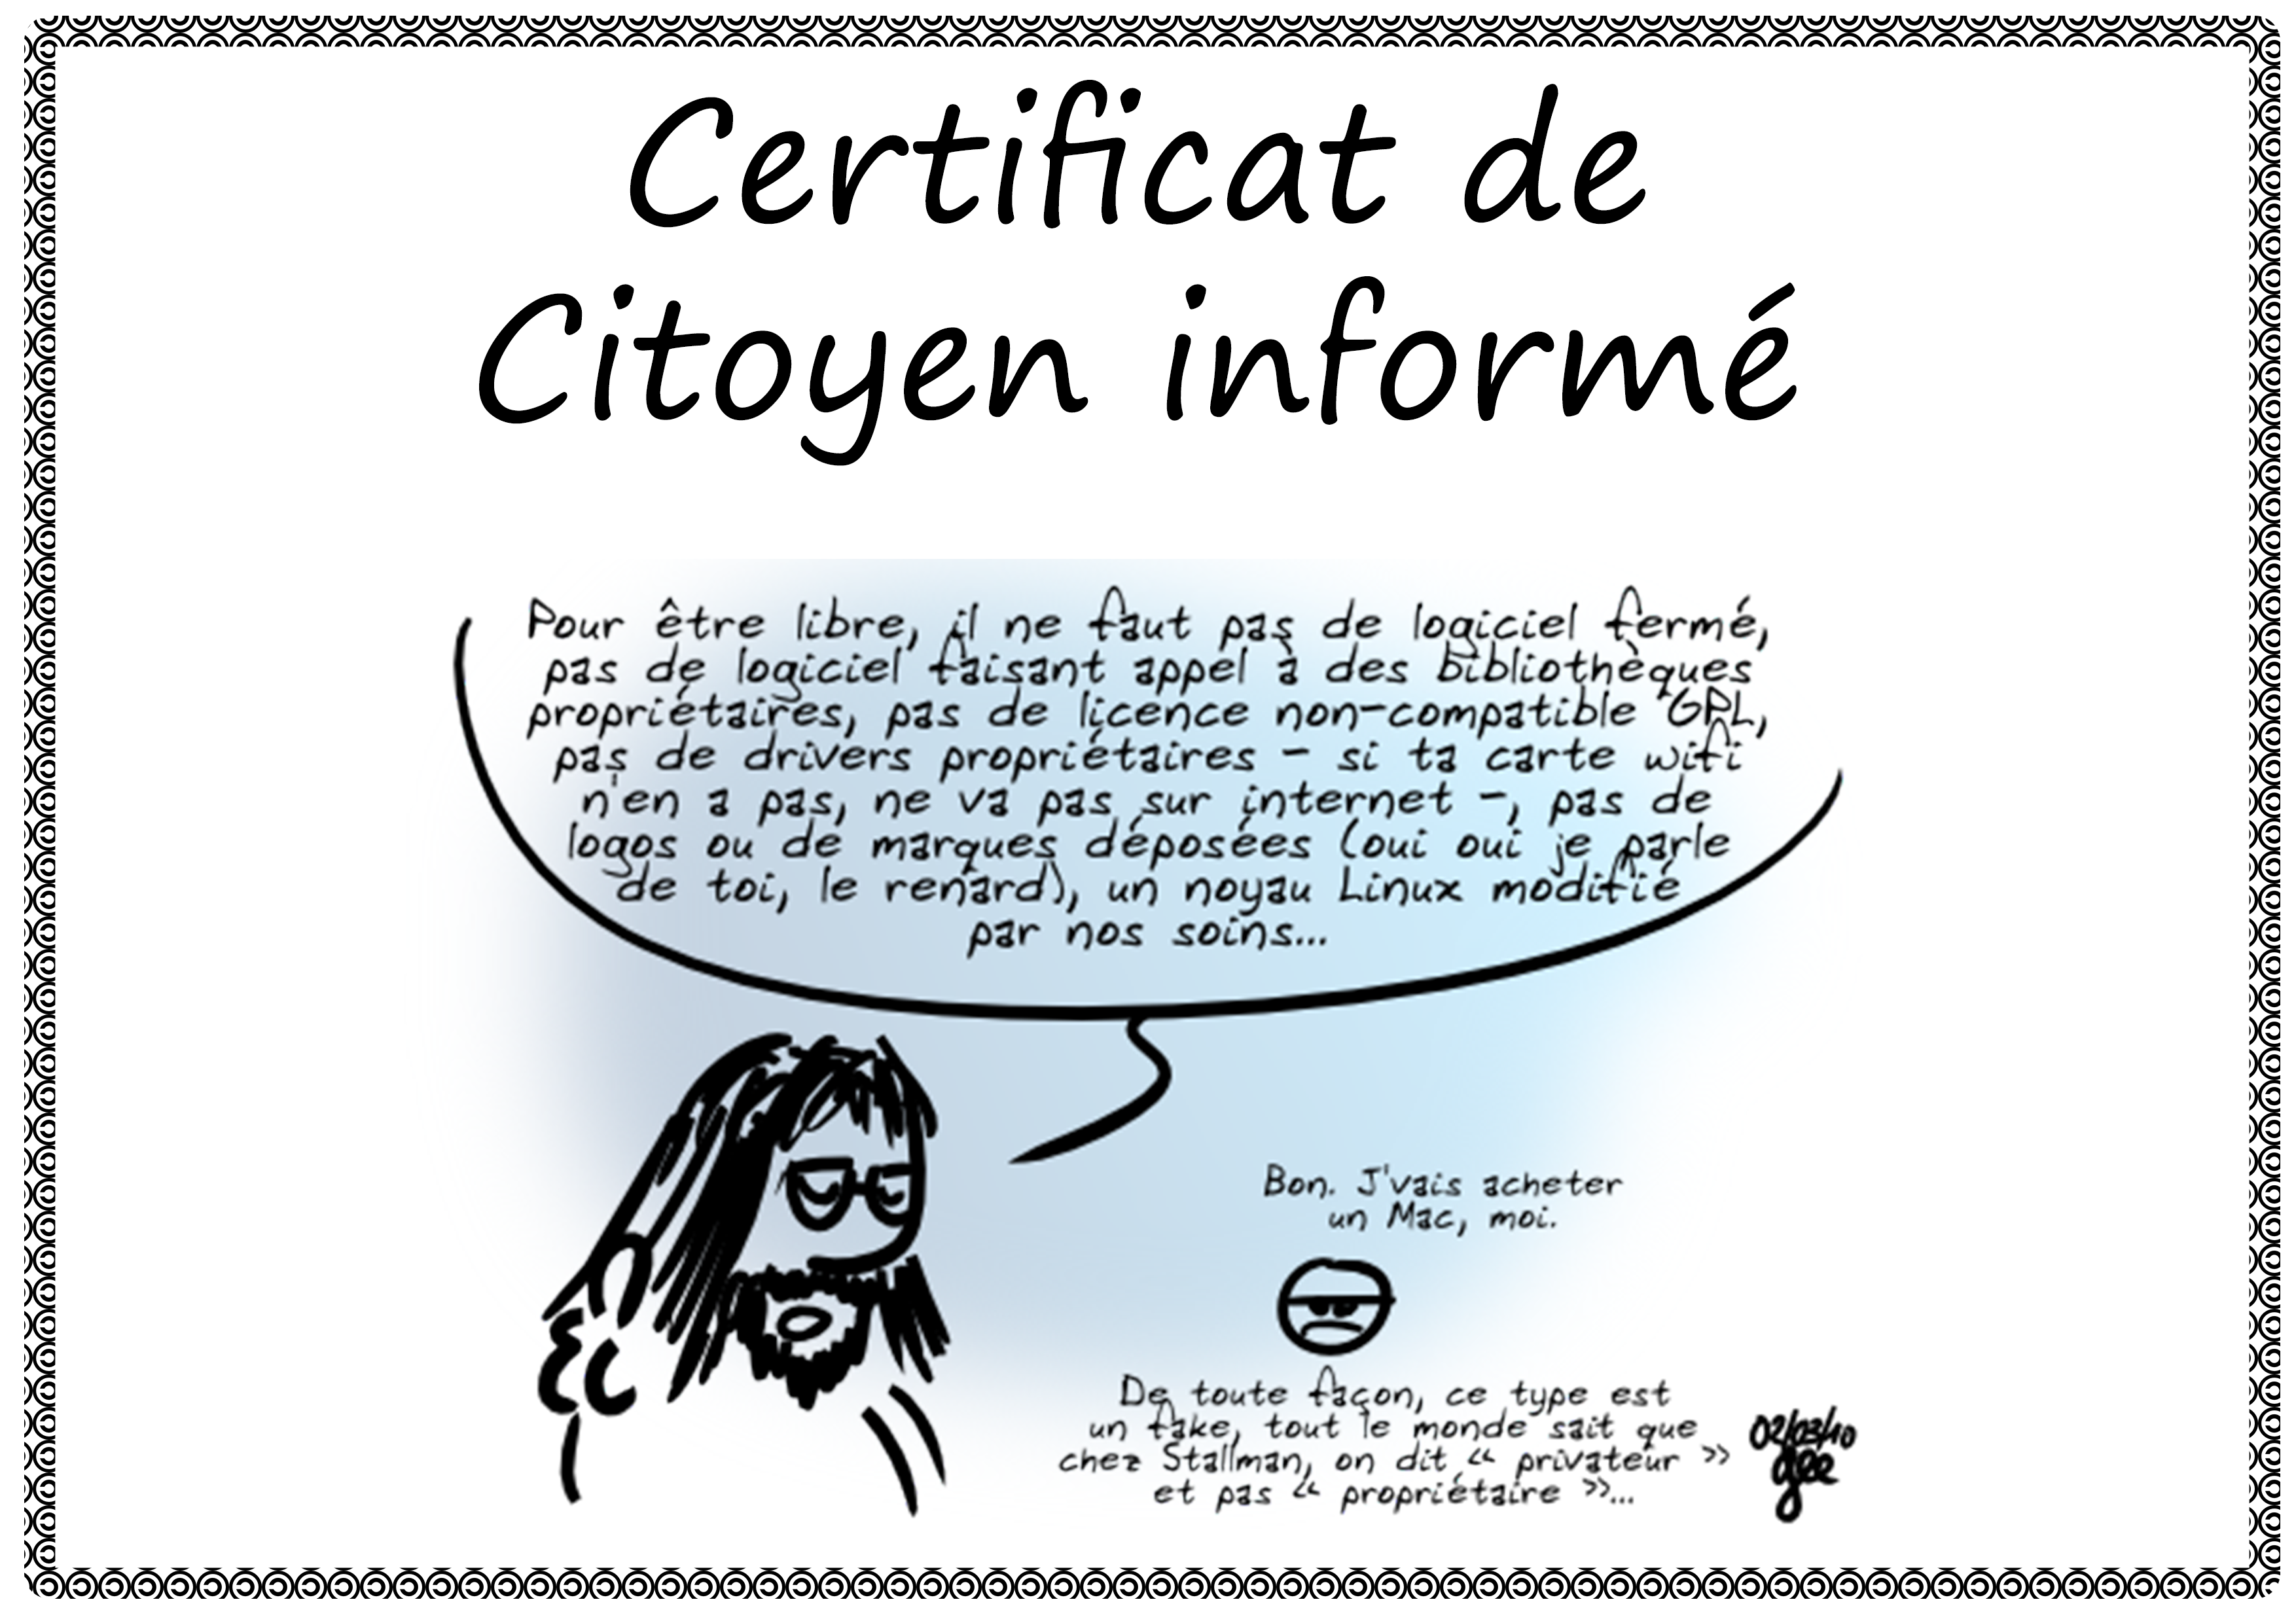 Certificat de
Citoyen informé
Pour être libre, il ne faut pas de logiciel fermé,
pas de logiciel faisant appel à des bibliothèques
propriétaires, pas de licence non-compatible GPL,
pas de drivers propriétaires - si ta carte wifi
n'en a pas, ne va pas sur internet -, pas de
logos ou de marques déposées (oui oui je parle
de toi, le renard), un noyau Linux modifié
par nos soins...
Bon. J'vais acheter
un Mac, moi.
De toute façon, ce type est
un fake, tout le monde sait que
chez Stallman, on dit « privateur »
et pas « propriétaire »...
02/03/10
Gee